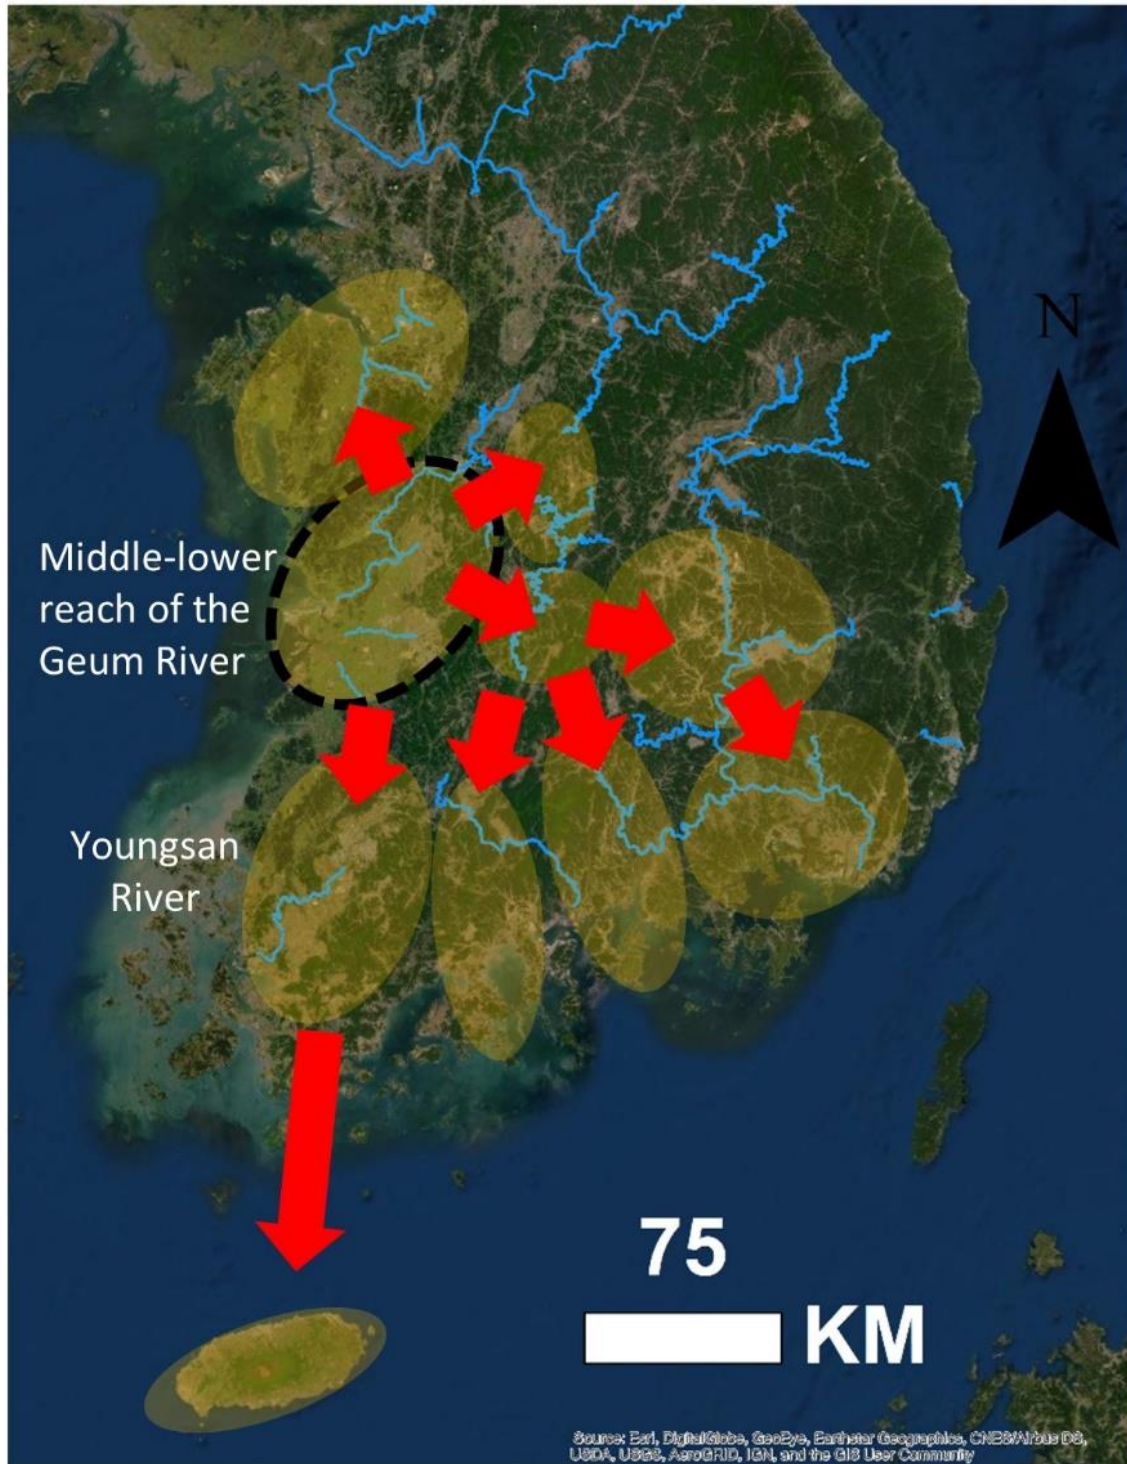 N
Middle-lower
reach of the
Geum River
Youngsan
River
75
KM
Source: Esri, DigitalGlobe, GeoEye, Earthstar Geographics, CNES/Airbus DS,
USDA, USGS, AeroGRID, IGN, and the GIS User Community